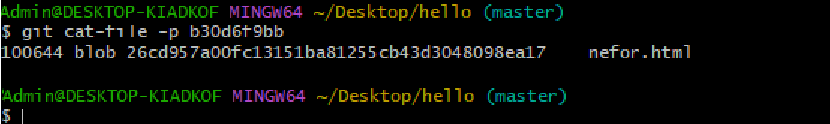 Admin@DESKTOP-KIADKOF MINGW64 ~/Desktop/hello (master)
$ git cat-file -p b30d6f9bb
100644 blob 26cd957a00fc13151ba81255cb43d3048098ea17    nefor.html
Admin@DESKTOP-KIADKOF MINGW64 ~/Desktop/hello (master)
$